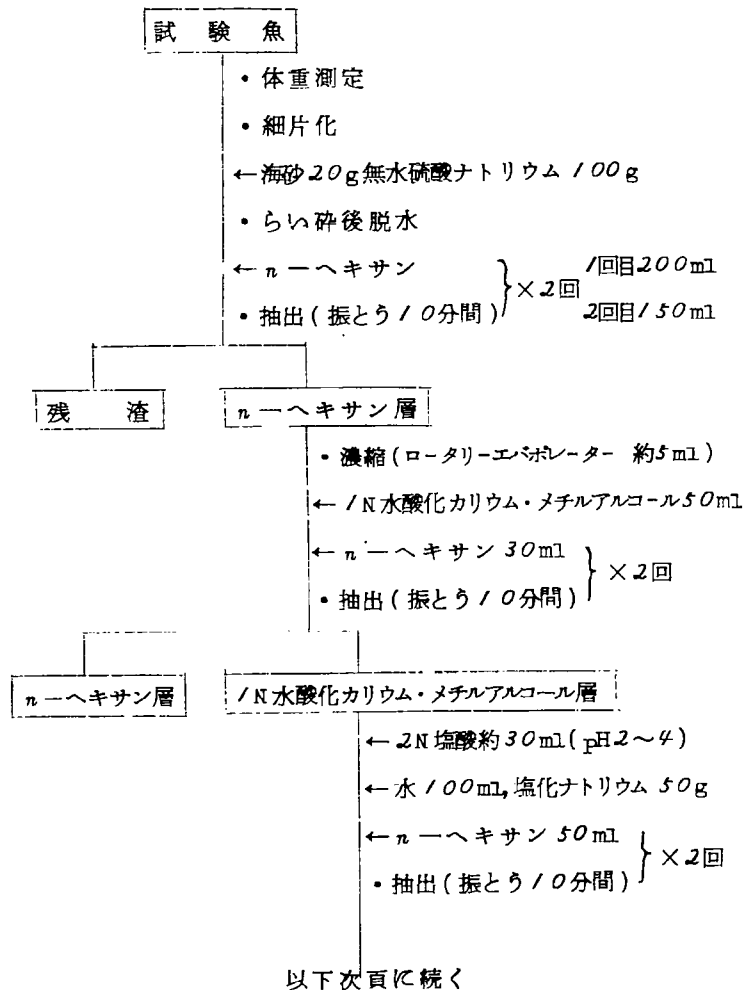 試験魚
・体重測定
・細片化
←海砂20g無水硫酸ナトリウム100g
・らい砕後脱水
←n－ヘキサン
・抽出(振とう10分間)
}×2回
1回目200ml
2回目150ml
残渣
n－ヘキサン層
・濃縮(ロータリーエバポレーター 約5ml)
←1N水酸化カリウム・メチルアルコール50ml
←n－ヘキサン30ml
・抽出(振とう10分間)
}×2回
n－ヘキサン層
1N水酸化カリウム・メチルアルコール層
←2N塩酸約30ml(pH2～4)
←水100ml,塩化ナトリウム50g
←n－ヘキサン50ml
・抽出(振とう10分間)
}×2回
以下次頁に続く